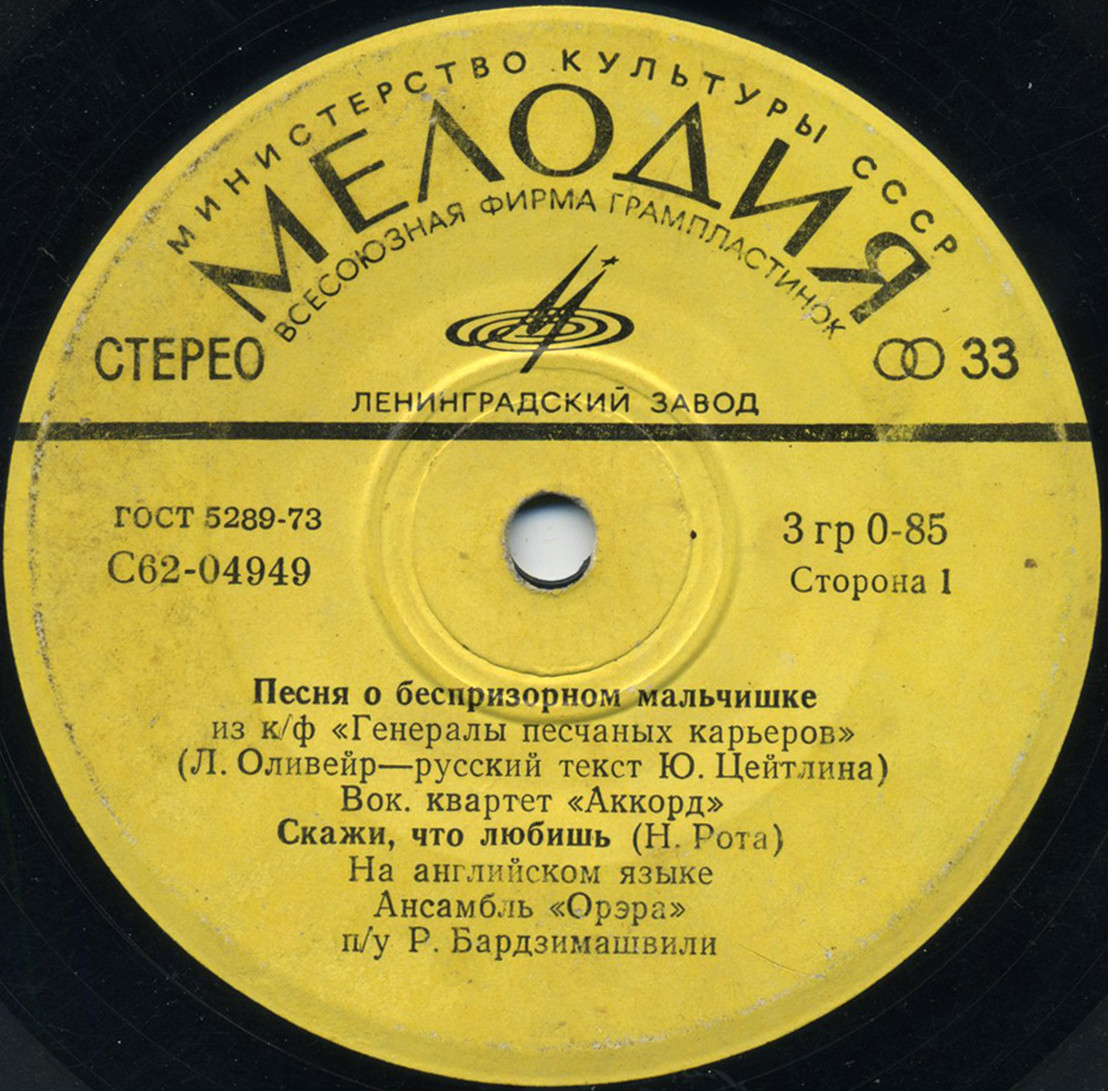 МИНИСТЕРСТВО КУЛЬТУРЫ СССР
МЕЛОДИЯ
ВСЕСОЮЗНАЯ ФИРМА ГРАМПЛАСТИНОК
СТЕРЕО
33
ЛЕНИНГРАДСКИЙ ЗАВОД
ГОСТ 5289-73
С62-04949
3 гр 0-85
Сторона 1
Песня о беспризорном мальчишке
из к/ф «Генералы песчаных карьеров»
(Л. Оливейр—русский текст Ю. Цейтлина)
Вок. квартет «Аккорд»
Скажи, что любишь (Н. Рота)
На английском языке
Ансамбль «Орэра»
п/у Р. Бардзимашвили